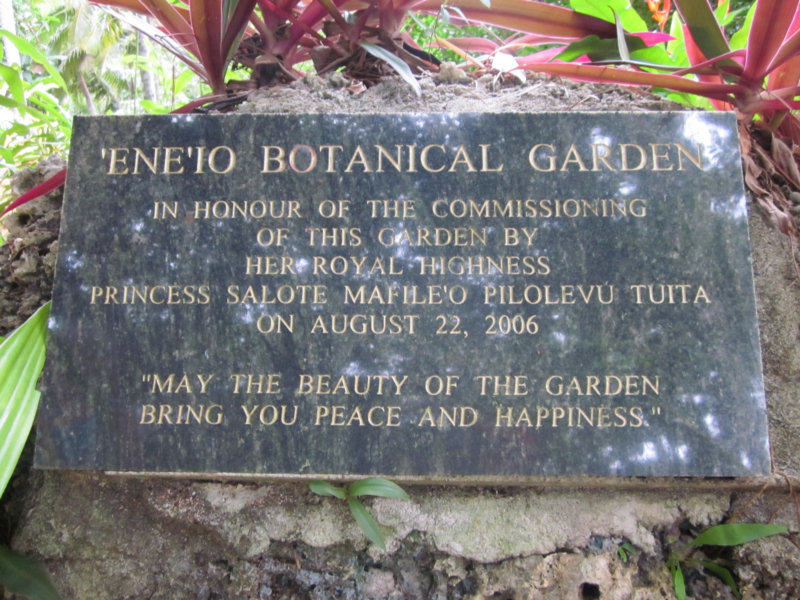 'ENE'IO BOTANICAL GARDEN
IN HONOUR OF THE COMMISSIONING
OF THIS GARDEN BY
HER ROYAL HIGHNESS
PRINCESS SALOTE MAFILE'O PILOLEVU TUITA
ON AUGUST 22, 2006
"MAY THE BEAUTY OF THE GARDEN
BRING YOU PEACE AND HAPPINESS."